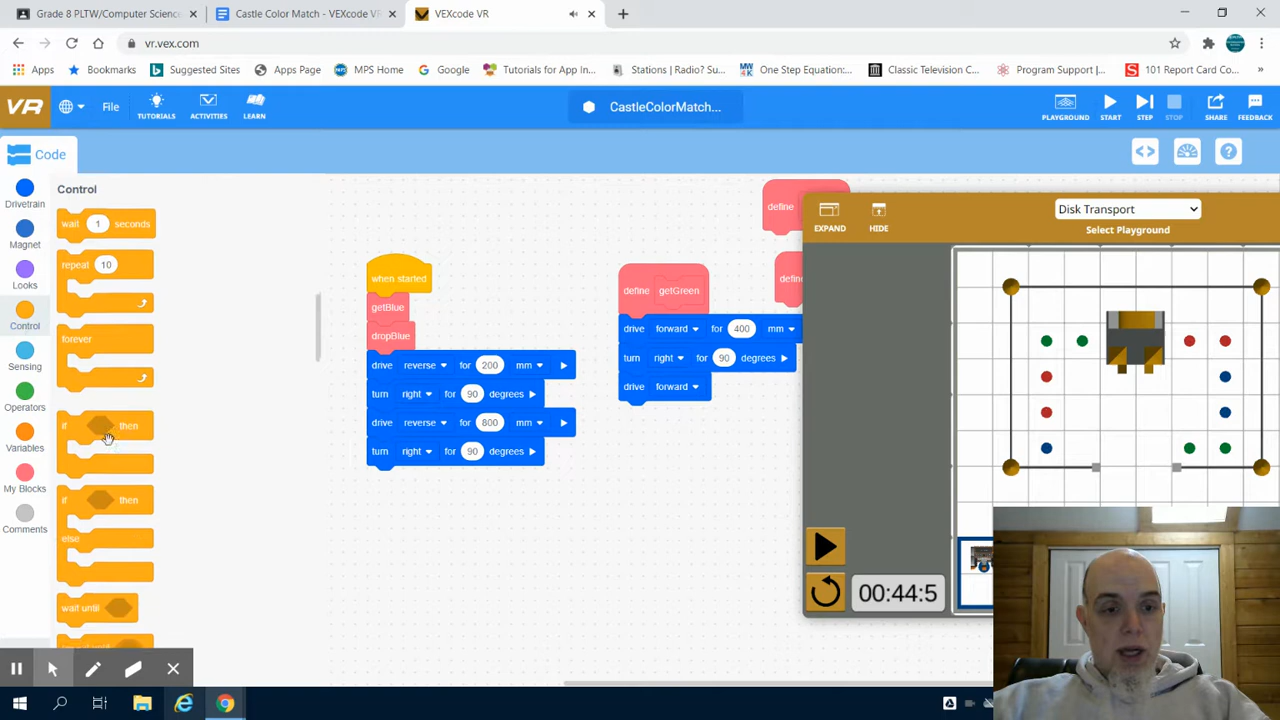 Grade 8 PLTW/Computer Science
Castle Color Match - VEXcode VR
VEXcode VR
vr.vex.com
Apps
Bookmarks
Suggested Sites
Apps Page
MPS Home
Google
Tutorials for App In...
Stations | Radio? Su...
One Step Equation:...
Classic Television C...
Program Support |...
101 Report Card Co...
VR
File
TUTORIALS
ACTIVITIES
LEARN
CastleColorMatch...
PLAYGROUND
START
STEP
STOP
SHARE
FEEDBACK
Code
Drivetrain
Magnet
Looks
Control
Sensing
Operators
Variables
My Blocks
Comments
Control
wait 1 seconds
repeat 10
forever
if then
if then
else
wait until
when started
getBlue
dropBlue
drive reverse for 200 mm
turn right for 90 degrees
drive reverse for 800 mm
turn right for 90 degrees
define getGreen
drive forward for 400 mm
turn right for 90 degrees
drive forward
define
EXPAND
HIDE
Disk Transport
Select Playground
00:44:5